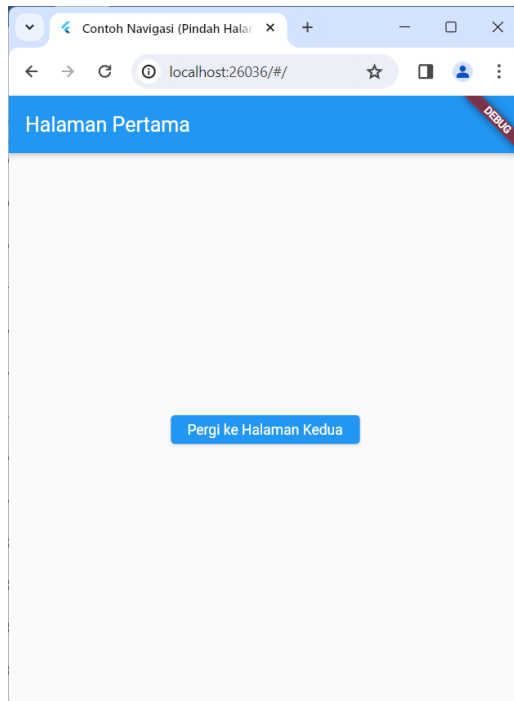 Contoh Navigasi (Pindah Halar
localhost:26036/#/
Halaman Pertama
DEBUG
Pergi ke Halaman Kedua